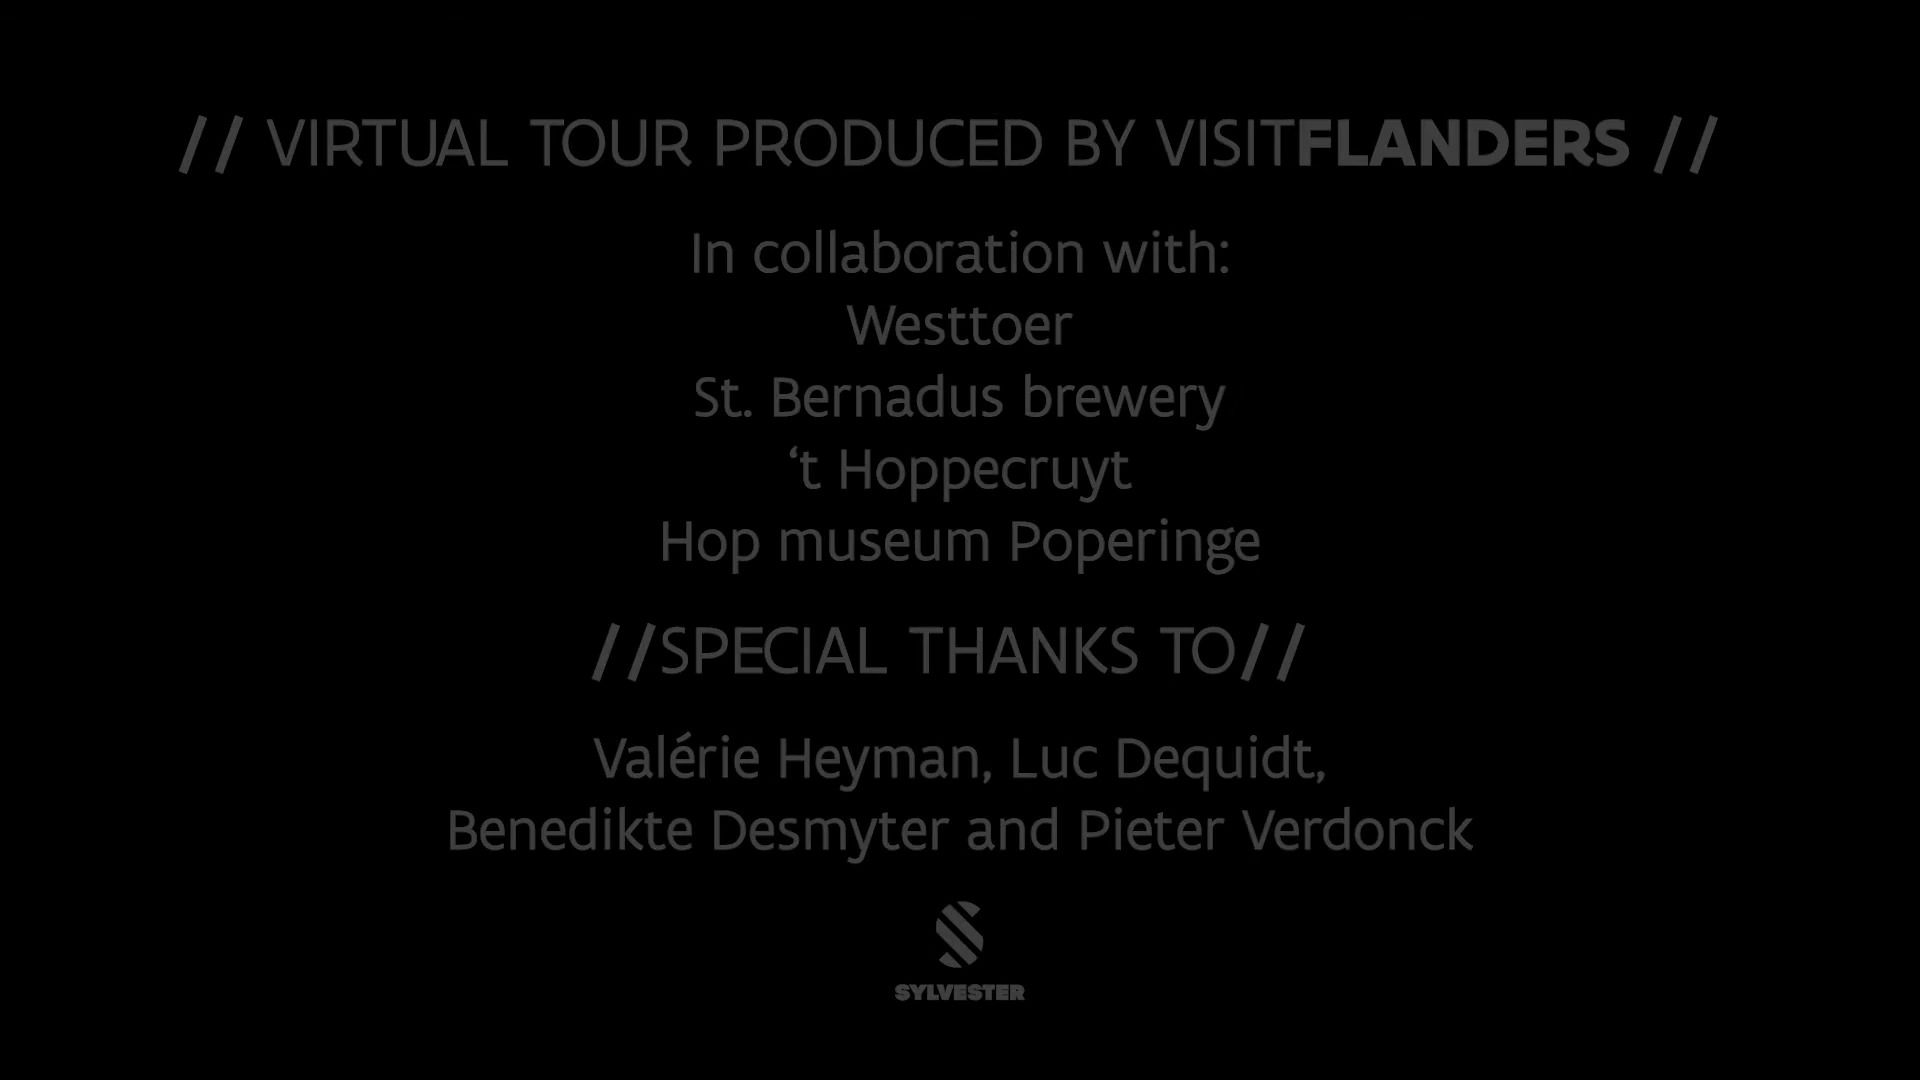 // VIRTUAL TOUR PRODUCED BY VISITFLANDERS //
In collaboration with:
Westtoer
St. Bernadus brewery
‘t Hoppecruyt
Hop museum Poperinge
//SPECIAL THANKS TO//
Valérie Heyman, Luc Dequidt,
Benedikte Desmyter and Pieter Verdonck
SYLVESTER